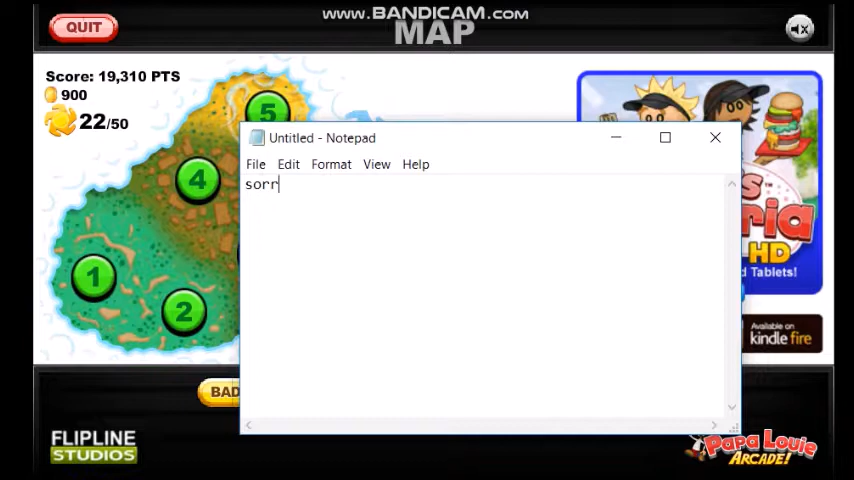 www.BANDICAM.com
QUIT
MAP
Score: 19,310 PTS
900
22/50
5
4
1
2
Untitled - Notepad
File Edit Format View Help
sorr
HD
d Tablets!
Available on
kindle fire
BAD
FLIPLINE
STUDIOS
Papa Louie
ARCADE!